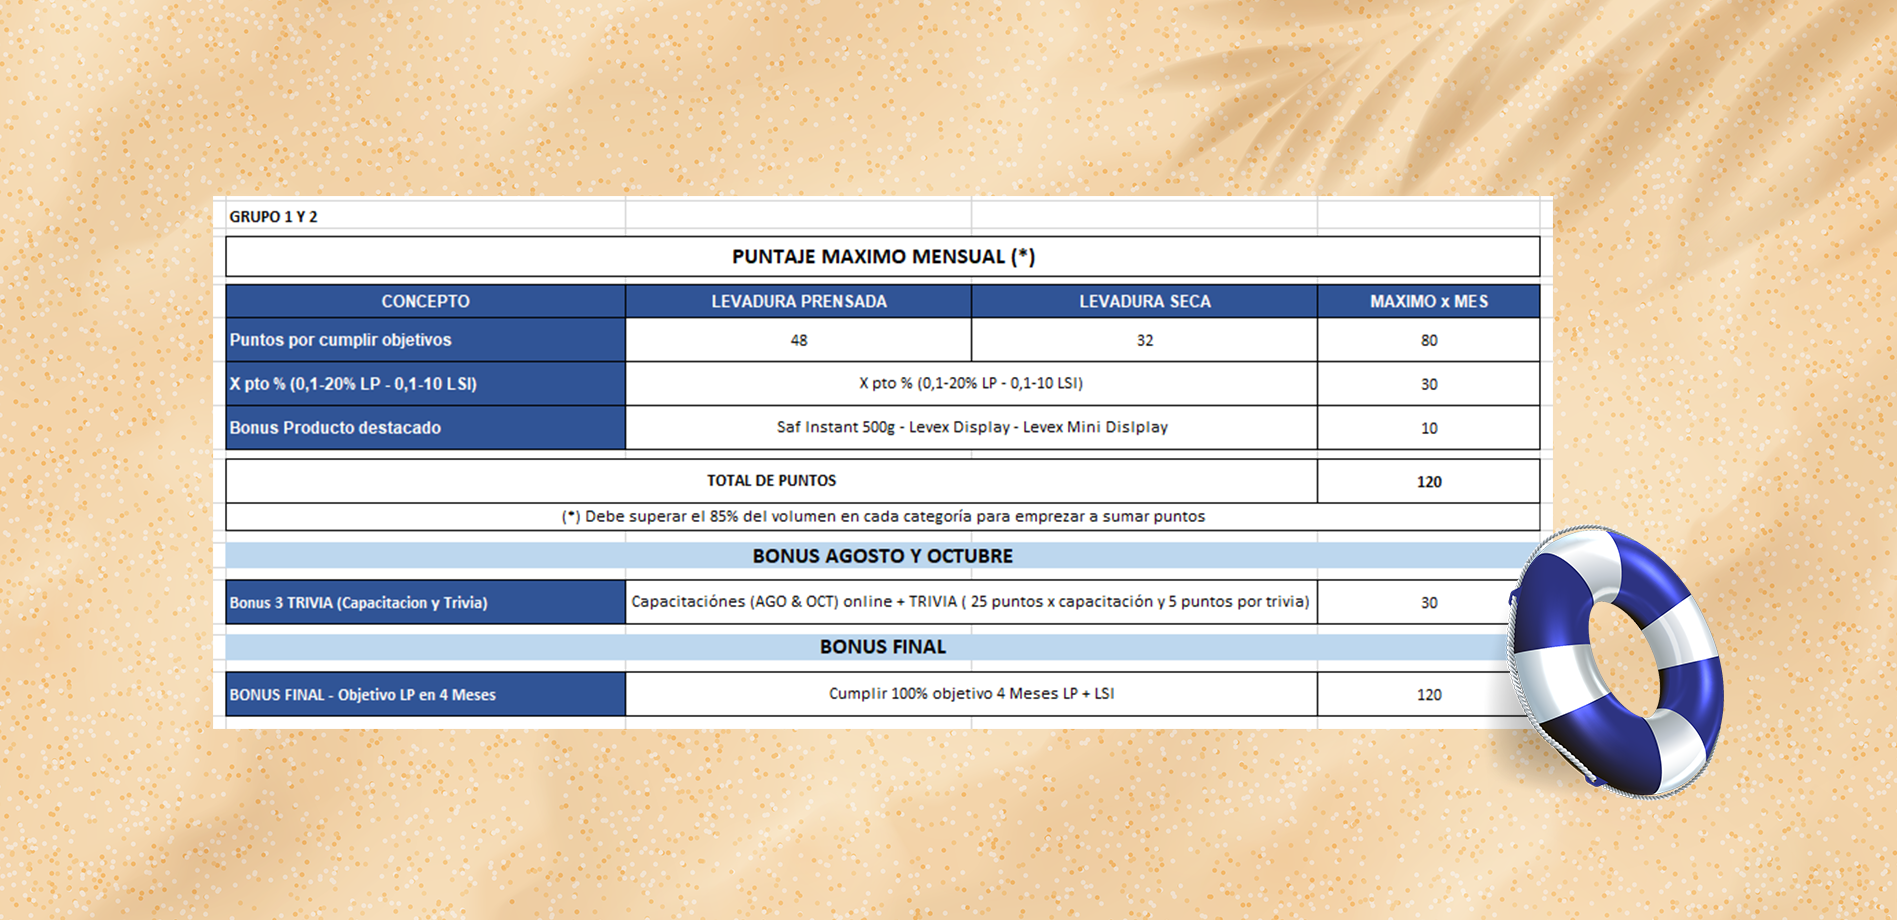 GRUPO 1 Y 2
PUNTAJE MAXIMO MENSUAL (*)
CONCEPTO LEVADURA PRENSADA LEVADURA SECA MAXIMO x MES
Puntos por cumplir objetivos 48 32 80
X pto % (0,1-20% LP - 0,1-10 LSI) X pto % (0,1-20% LP - 0,1-10 LSI) 30
Bonus Producto destacado Saf Instant 500g - Levex Display - Levex Mini Dislplay 10
TOTAL DE PUNTOS 120
(*) Debe superar el 85% del volumen en cada categoría para emprezar a sumar puntos
BONUS AGOSTO Y OCTUBRE
Bonus 3 TRIVIA (Capacitacion y Trivia) Capacitaciónes (AGO & OCT) online + TRIVIA ( 25 puntos x capacitación y 5 puntos por trivia) 30
BONUS FINAL
BONUS FINAL - Objetivo LP en 4 Meses Cumplir 100% objetivo 4 Meses LP + LSI 120